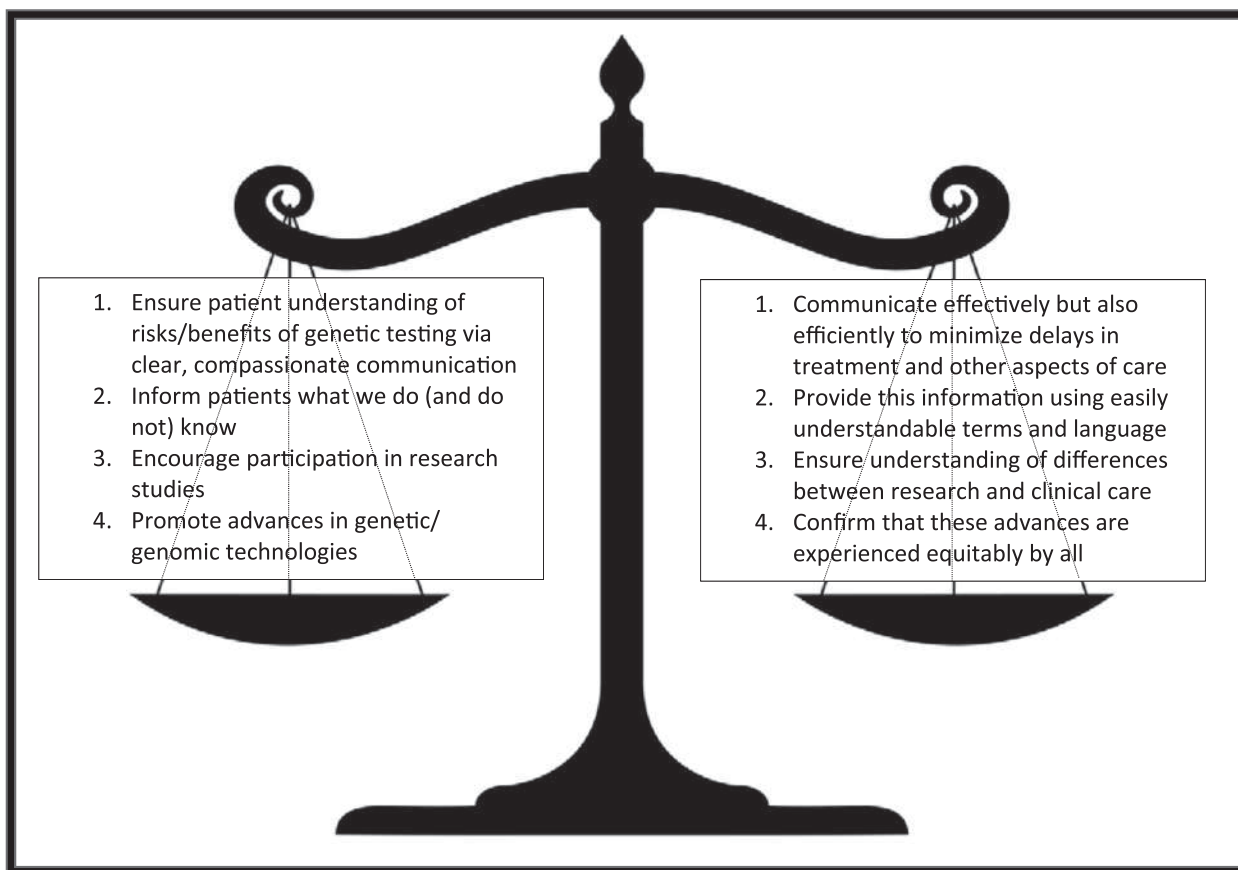 1. Ensure patient understanding of
risks/benefits of genetic testing via
clear, compassionate communication
2. Inform patients what we do (and do
not) know
3. Encourage participation in research
studies
4. Promote advances in genetic/
genomic technologies
1. Communicate effectively but also
efficiently to minimize delays in
treatment and other aspects of care
2. Provide this information using easily
understandable terms and language
3. Ensure understanding of differences
between research and clinical care
4. Confirm that these advances are
experienced equitably by all